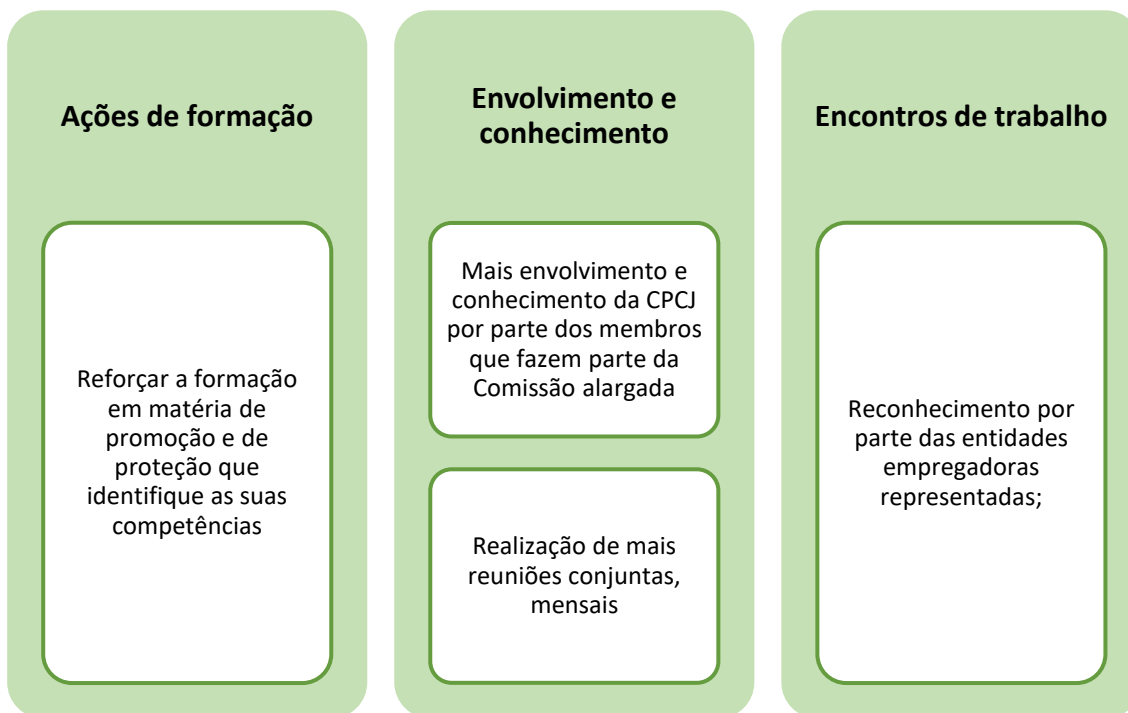 Ações de formação
Reforçar a formação
em matéria de
promoção e de
proteção que
identifique as suas
competências
Envolvimento e
conhecimento
Mais envolvimento e
conhecimento da CPCJ
por parte dos membros
que fazem parte da
Comissão alargada
Realização de mais
reuniões conjuntas,
mensais
Encontros de trabalho
Reconhecimento por
parte das entidades
empregadoras
representadas;